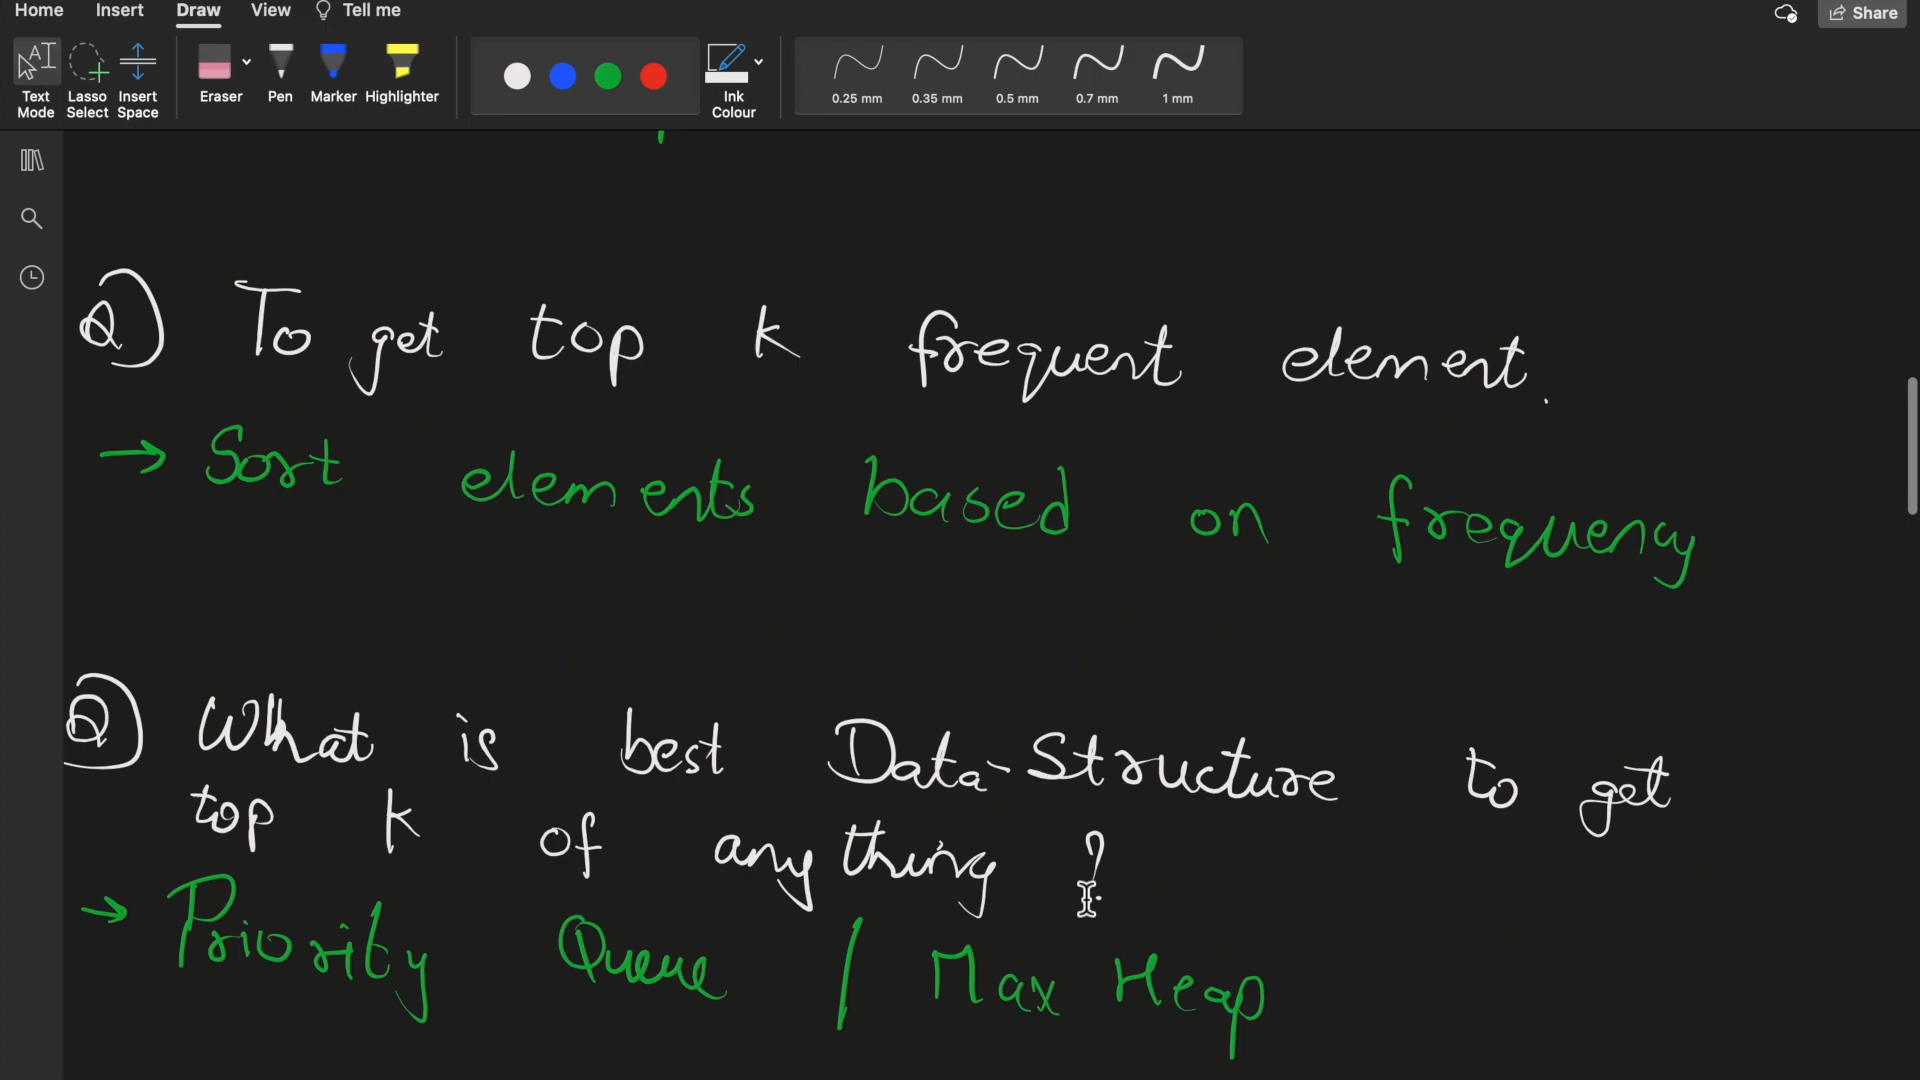 Home Insert Draw View Tell me Share
Text Mode Lasso Select Insert Space Eraser Pen Marker Highlighter Ink Colour 0.25 mm 0.35 mm 0.5 mm 0.7 mm 1 mm
Q) To get top k frequent element.
→ Sort elements based on frequency
Q) What is best Data-Structure to get
top k of anything ?
→ Priority Queue / Max Heap